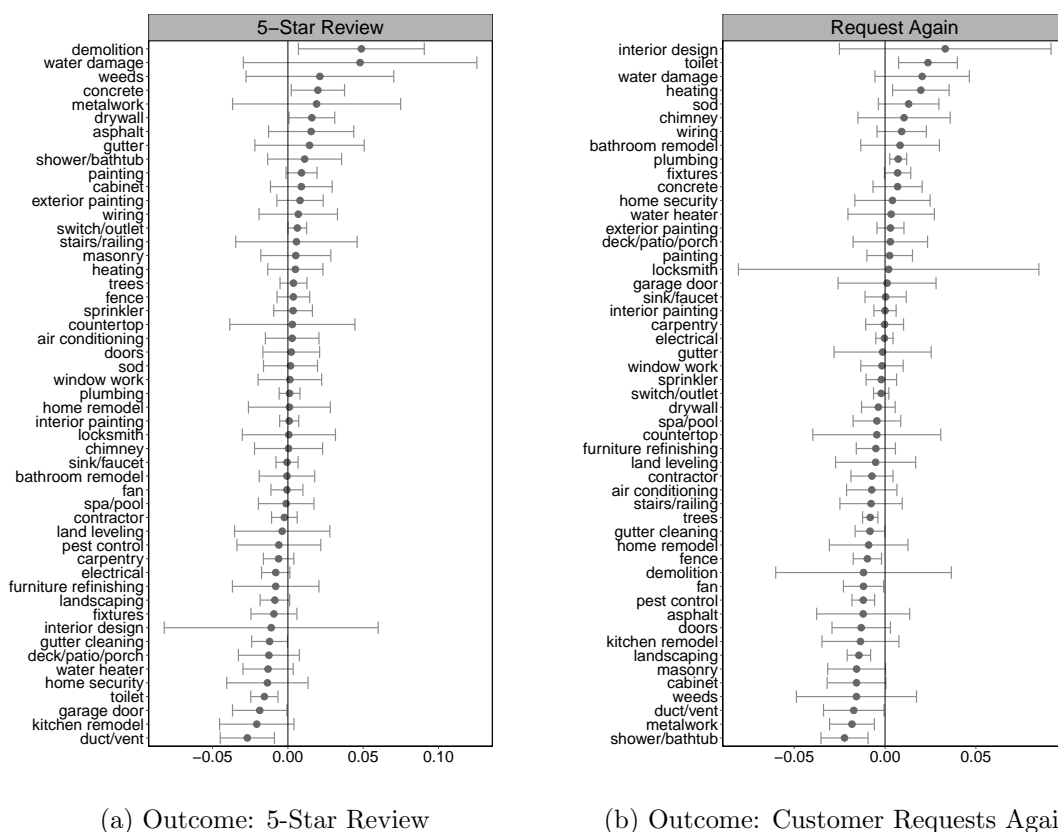 5−Star Review
demolition
water damage
weeds
concrete
metalwork
drywall
asphalt
gutter
shower/bathtub
painting
cabinet
exterior painting
wiring
switch/outlet
stairs/railing
masonry
heating
trees
fence
sprinkler
countertop
air conditioning
doors
sod
window work
plumbing
home remodel
interior painting
locksmith
chimney
sink/faucet
bathroom remodel
fan
spa/pool
contractor
land leveling
pest control
carpentry
electrical
furniture refinishing
landscaping
fixtures
interior design
gutter cleaning
deck/patio/porch
water heater
home security
toilet
garage door
kitchen remodel
duct/vent
−0.05 0.00 0.05 0.10
(a) Outcome: 5-Star Review
Request Again
interior design
toilet
water damage
heating
sod
chimney
wiring
bathroom remodel
plumbing
fixtures
concrete
home security
water heater
exterior painting
deck/patio/porch
painting
locksmith
garage door
sink/faucet
interior painting
carpentry
electrical
gutter
window work
sprinkler
switch/outlet
drywall
spa/pool
countertop
furniture refinishing
land leveling
contractor
air conditioning
stairs/railing
trees
gutter cleaning
home remodel
fence
demolition
fan
pest control
asphalt
doors
kitchen remodel
landscaping
masonry
cabinet
weeds
duct/vent
metalwork
shower/bathtub
−0.05 0.00 0.05
(b) Outcome: Customer Requests Agai